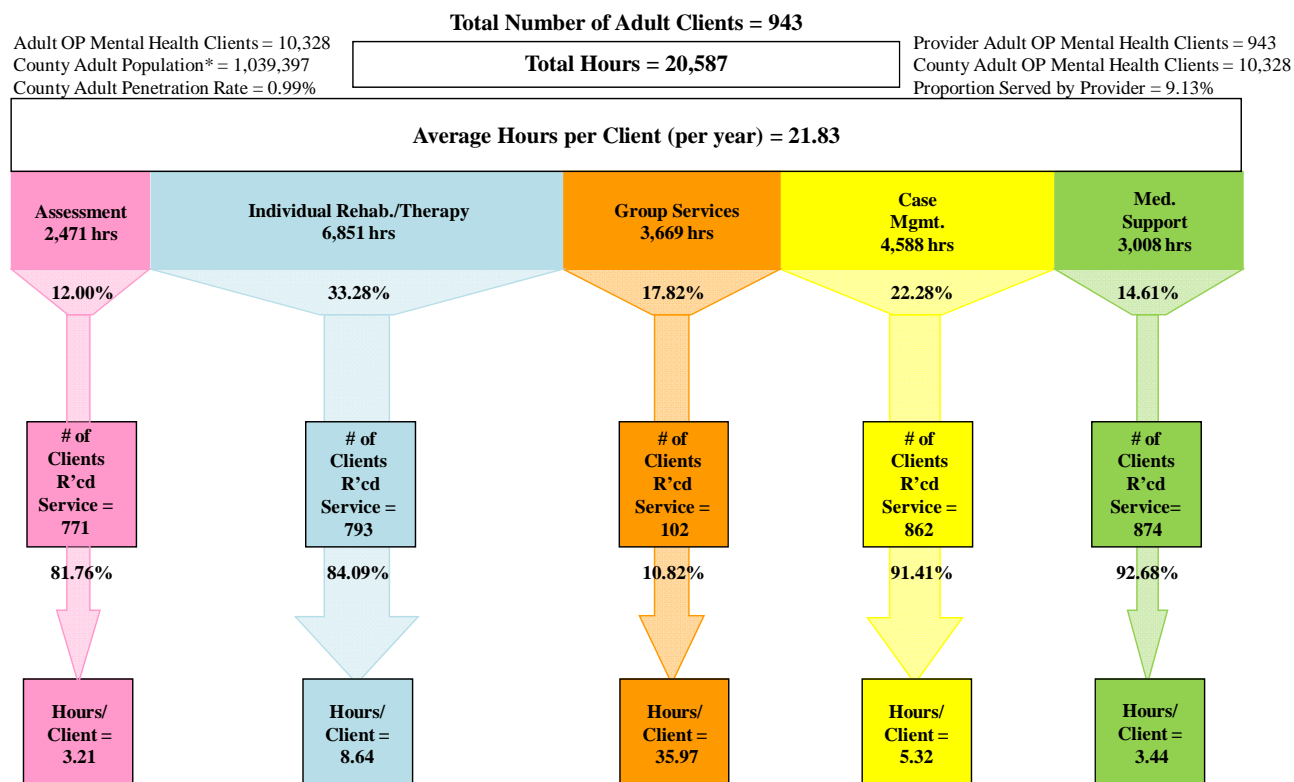 Total Number of Adult Clients = 943
Adult OP Mental Health Clients = 10,328
County Adult Population* = 1,039,397
County Adult Penetration Rate = 0.99%
Total Hours = 20,587
Provider Adult OP Mental Health Clients = 943
County Adult OP Mental Health Clients = 10,328
Proportion Served by Provider = 9.13%
Average Hours per Client (per year) = 21.83
Assessment
2,471 hrs
Individual Rehab./Therapy
6,851 hrs
Group Services
3,669 hrs
Case
Mgmt.
4,588 hrs
Med.
Support
3,008 hrs
12.00%
33.28%
17.82%
22.28%
14.61%
# of
Clients
R’cd
Service =
771
# of
Clients
R’cd
Service =
793
# of
Clients
R’cd
Service =
102
# of
Clients
R’cd
Service =
862
# of
Clients
R’cd
Service=
874
81.76%
84.09%
10.82%
91.41%
92.68%
Hours/
Client =
3.21
Hours/
Client =
8.64
Hours/
Client =
35.97
Hours/
Client =
5.32
Hours/
Client =
3.44